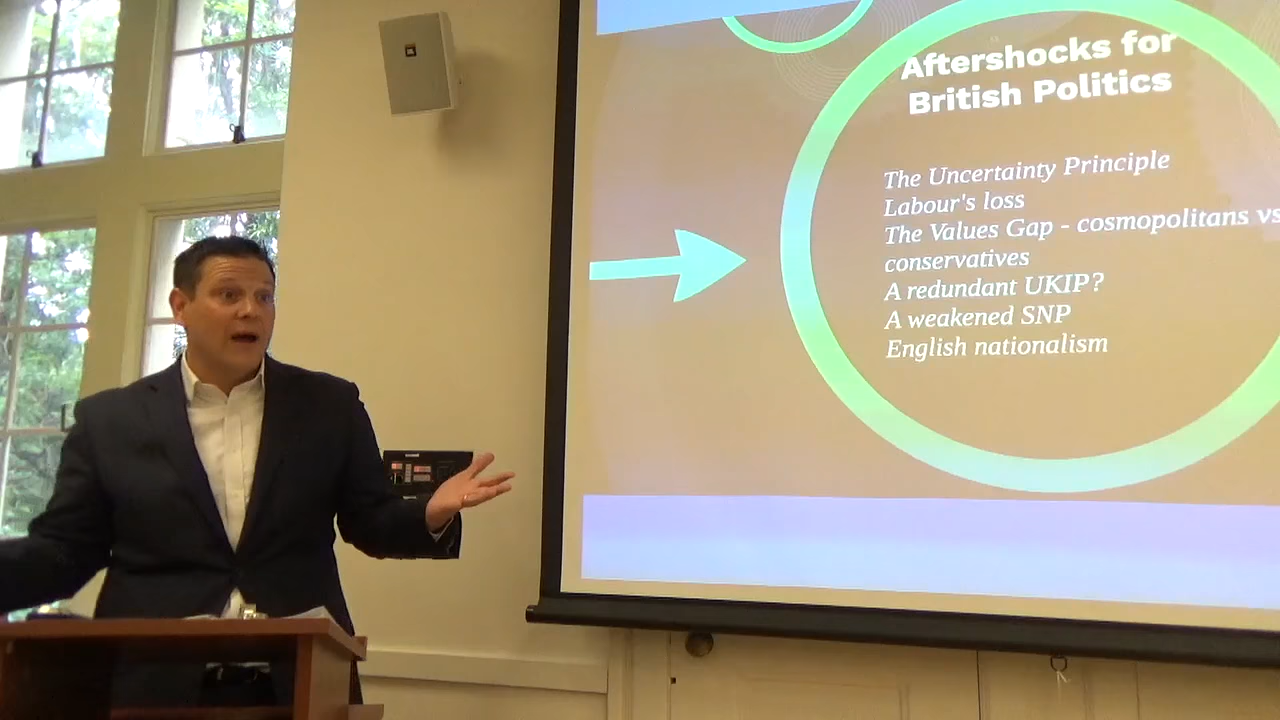 Aftershocks for
British Politics
The Uncertainty Principle
Labour's loss
The Values Gap - cosmopolitans vs
conservatives
A redundant UKIP?
A weakened SNP
English nationalism